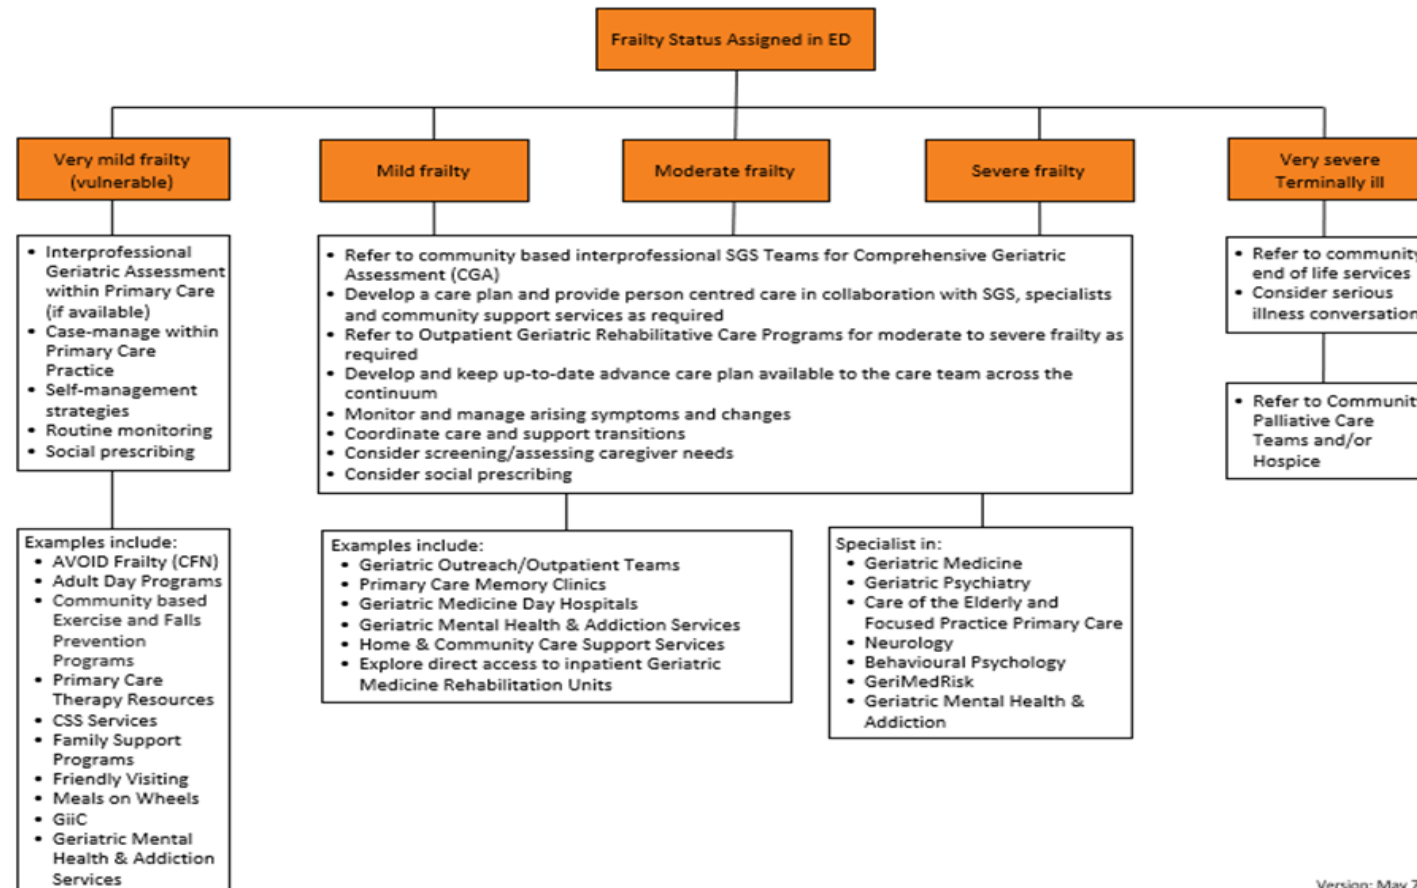 Frailty Status Assigned in ED
Very mild frailty
(vulnerable)
Mild frailty
Moderate frailty
Severe frailty
Very severe
Terminally ill
• Interprofessional
Geriatric Assessment
within Primary Care
(if available)
• Case-manage within
Primary Care
Practice
• Self-management
strategies
• Routine monitoring
• Social prescribing
• Refer to community based interprofessional SGS Teams for Comprehensive Geriatric
Assessment (CGA)
• Develop a care plan and provide person centred care in collaboration with SGS, specialists
and community support services as required
• Refer to Outpatient Geriatric Rehabilitative Care Programs for moderate to severe frailty as
required
• Develop and keep up-to-date advance care plan available to the care team across the
continuum
• Monitor and manage arising symptoms and changes
• Coordinate care and support transitions
• Consider screening/assessing caregiver needs
• Consider social prescribing
• Refer to community
end of life services
• Consider serious
illness conversation
• Refer to Communit
Palliative Care
Teams and/or
Hospice
Examples include:
• AVOID Frailty (CFN)
• Adult Day Programs
• Community based
Exercise and Falls
Prevention
Programs
• Primary Care
Therapy Resources
• CSS Services
• Family Support
Programs
• Friendly Visiting
• Meals on Wheels
• GiiC
• Geriatric Mental
Health & Addiction
Services
Examples include:
• Geriatric Outreach/Outpatient Teams
• Primary Care Memory Clinics
• Geriatric Medicine Day Hospitals
• Geriatric Mental Health & Addiction Services
• Home & Community Care Support Services
• Explore direct access to inpatient Geriatric
Medicine Rehabilitation Units
Specialist in:
• Geriatric Medicine
• Geriatric Psychiatry
• Care of the Elderly and
Focused Practice Primary Care
• Neurology
• Behavioural Psychology
• GeriMedRisk
• Geriatric Mental Health &
Addiction
Version: May 2